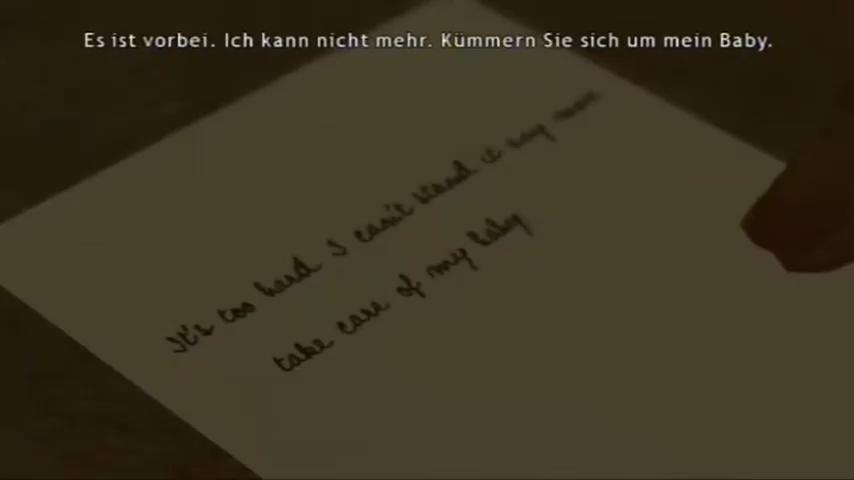 Es ist vorbei. Ich kann nicht mehr. Kümmern Sie sich um mein Baby.
It's too hard I can't stand it any more
take care of my baby